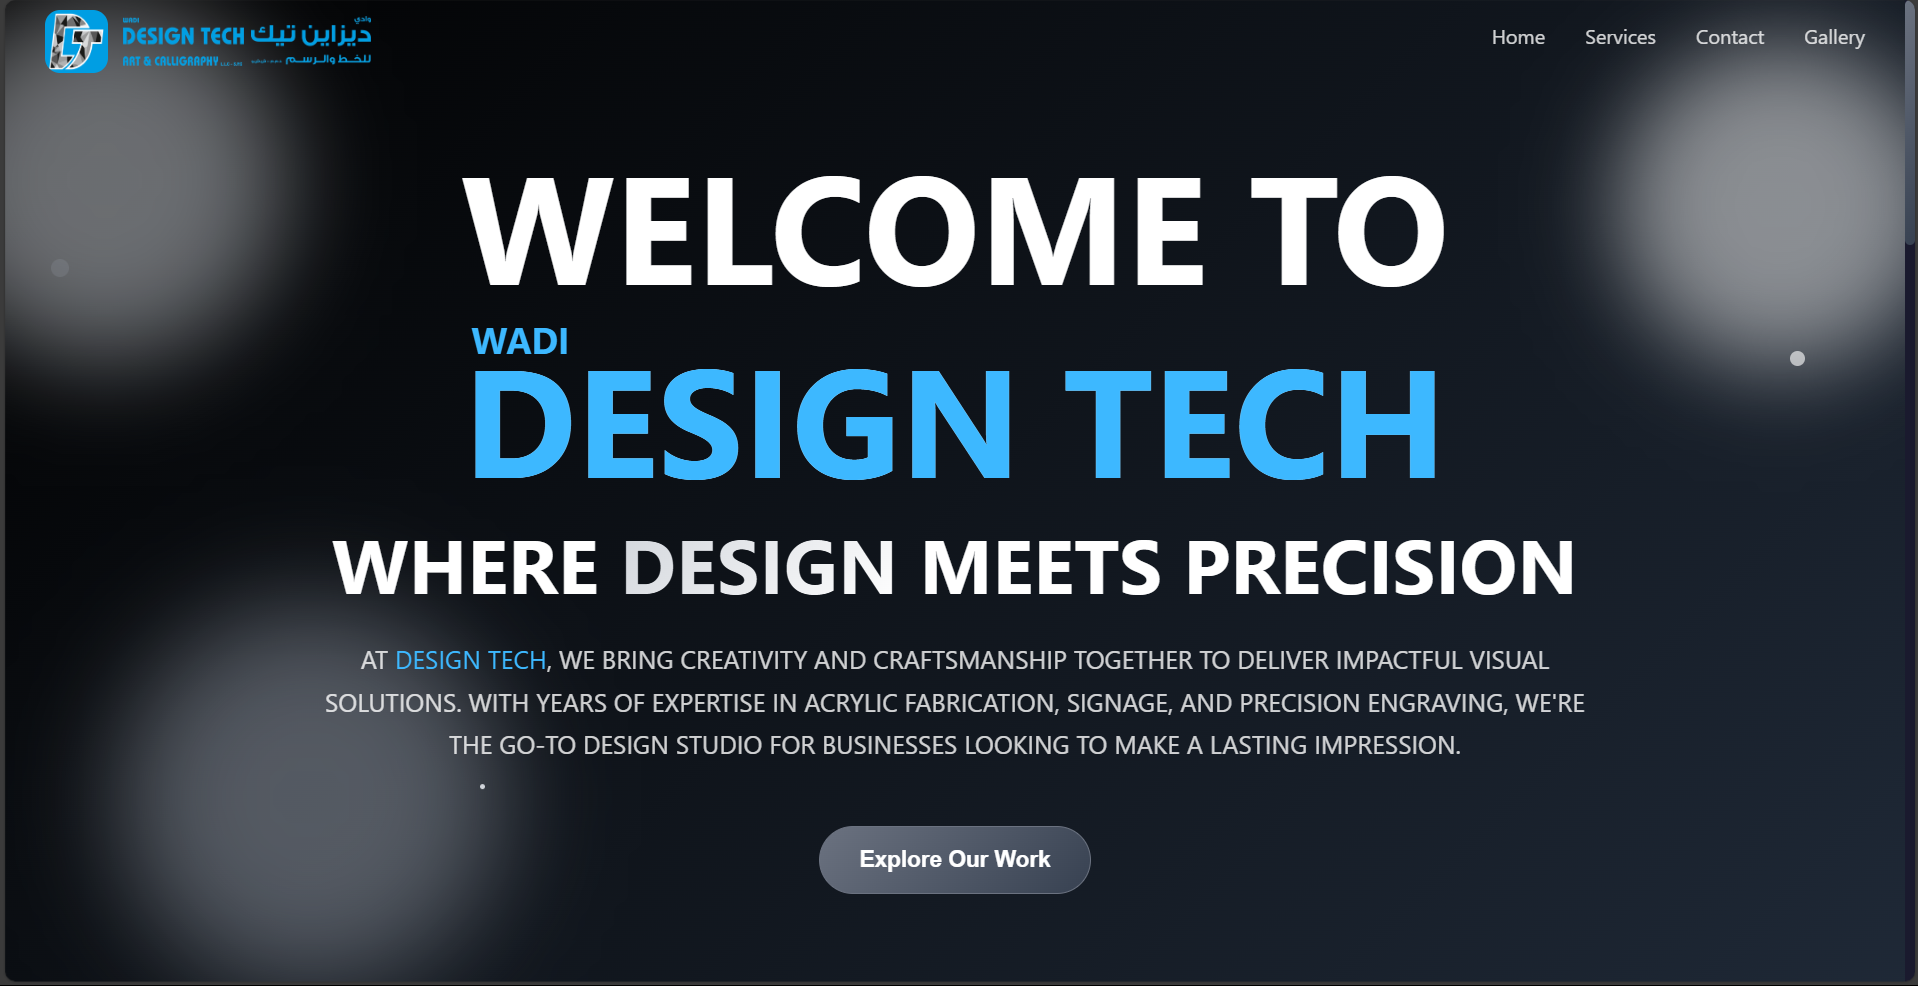 WADI
DESIGN TECH
ART & CALLIGRAPHY
وادي
ديزاين تيك
للخط والرسم
Home
Services
Contact
Gallery
WELCOME TO
WADI
DESIGN TECH
WHERE DESIGN MEETS PRECISION
AT DESIGN TECH, WE BRING CREATIVITY AND CRAFTSMANSHIP TOGETHER TO DELIVER IMPACTFUL VISUAL
SOLUTIONS. WITH YEARS OF EXPERTISE IN ACRYLIC FABRICATION, SIGNAGE, AND PRECISION ENGRAVING, WE'RE
THE GO-TO DESIGN STUDIO FOR BUSINESSES LOOKING TO MAKE A LASTING IMPRESSION.
Explore Our Work